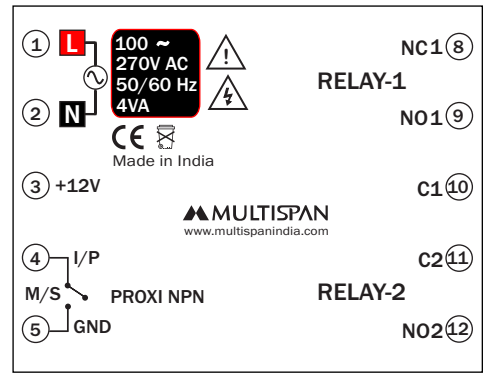 1 L
100 ~
270V AC
50/60 Hz
4VA
2 N
CE
Made in India
NC1 8
RELAY-1
NO1 9
3 +12V
C1 10
MULTISPAN
www.multispanindia.com
4 I/P
C2 11
M/S
PROXI NPN
RELAY-2
5 GND
NO2 12